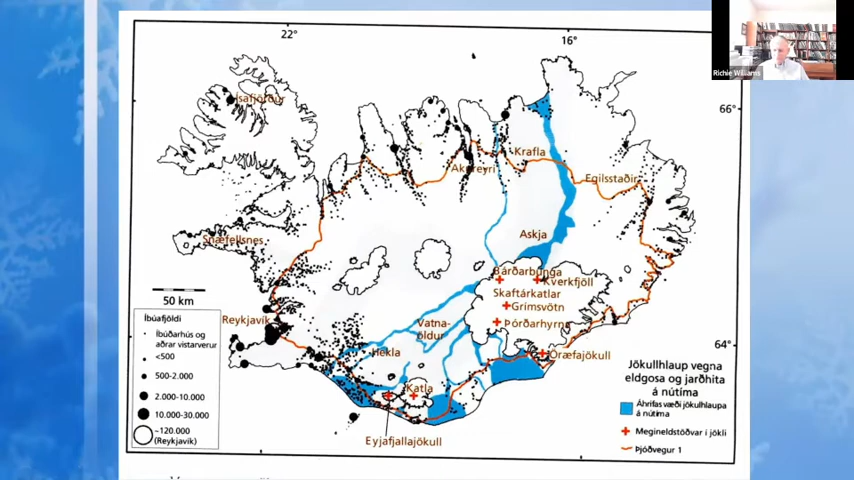 22°
16°
Richie Williams
66°
Ísafjörður
Krafla
Akureyri
Egilsstaðir
Snæfellsnes
Askja
Bárðarbunga
Kverkfjöll
50 km
Skaftárkatlar
Grímsvötn
Íbúafjöldi
Reykjavík
Þórðarhyrna
Vatna-
öldur
Íbúðarhús og
aðrar vistarverur
64°
Hekla
Öræfajökull
<500
500-2.000
Katla
2.000-10.000
10.000-30.000
~120.000
(Reykjavík)
Eyjafjallajökull
Jökulhlaup vegna
eldgosa og jarðhita
á nútíma
Áhrifas væði jökulhlaupa
á nútíma
Megineldstöðvar í jökli
Þjóðvegur 1